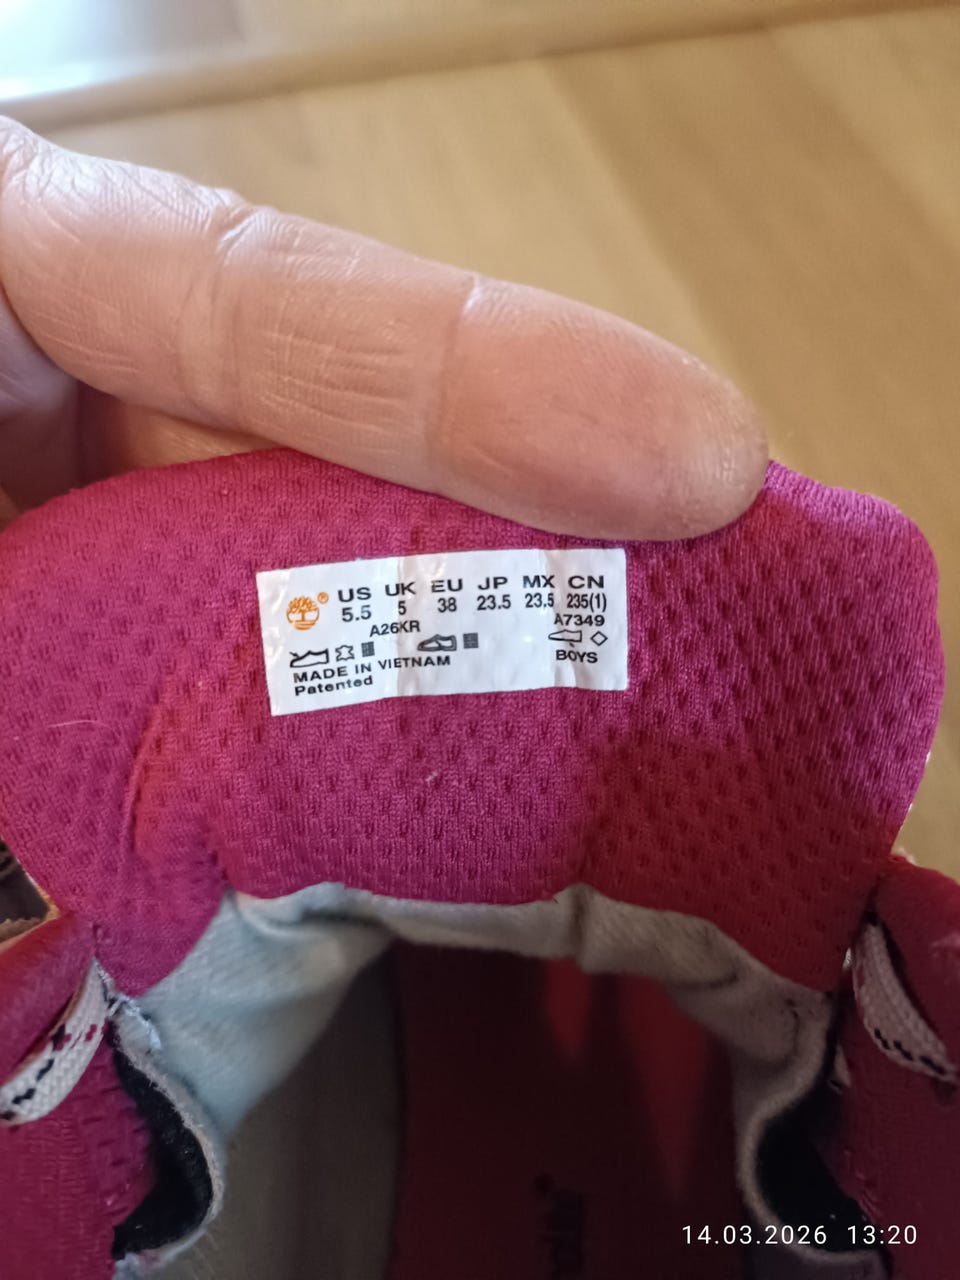 ® US UK EU JP MX CN
5.5 5 38 23.5 23,5 235(1)
A26KR A7349
MADE IN VIETNAM BOYS
Patented
14.03.2026 13:20